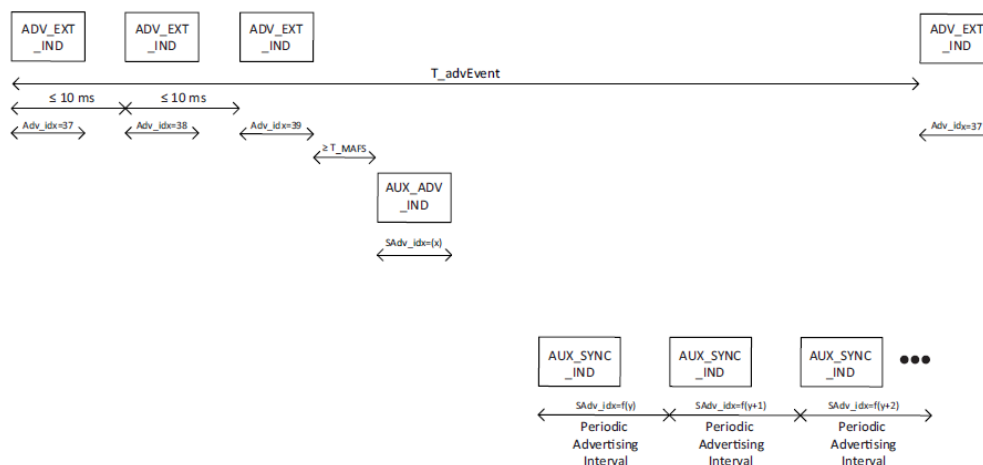 ADV_EXT
_IND
ADV_EXT
_IND
ADV_EXT
_IND
ADV_EXT
_IND
T_advEvent
≤ 10 ms
≤ 10 ms
Adv_idx=37
Adv_idx=38
Adv_idx=39
Adv_idx=37
≥ T_MAFS
AUX_ADV
_IND
SAdv_idx=(x)
AUX_SYNC
_IND
AUX_SYNC
_IND
AUX_SYNC
_IND
SAdv_idx=f(y)
SAdv_idx=f(y+1)
SAdv_idx=f(y+2)
Periodic
Advertising
Interval
Periodic
Advertising
Interval
Periodic
Advertising
Interval